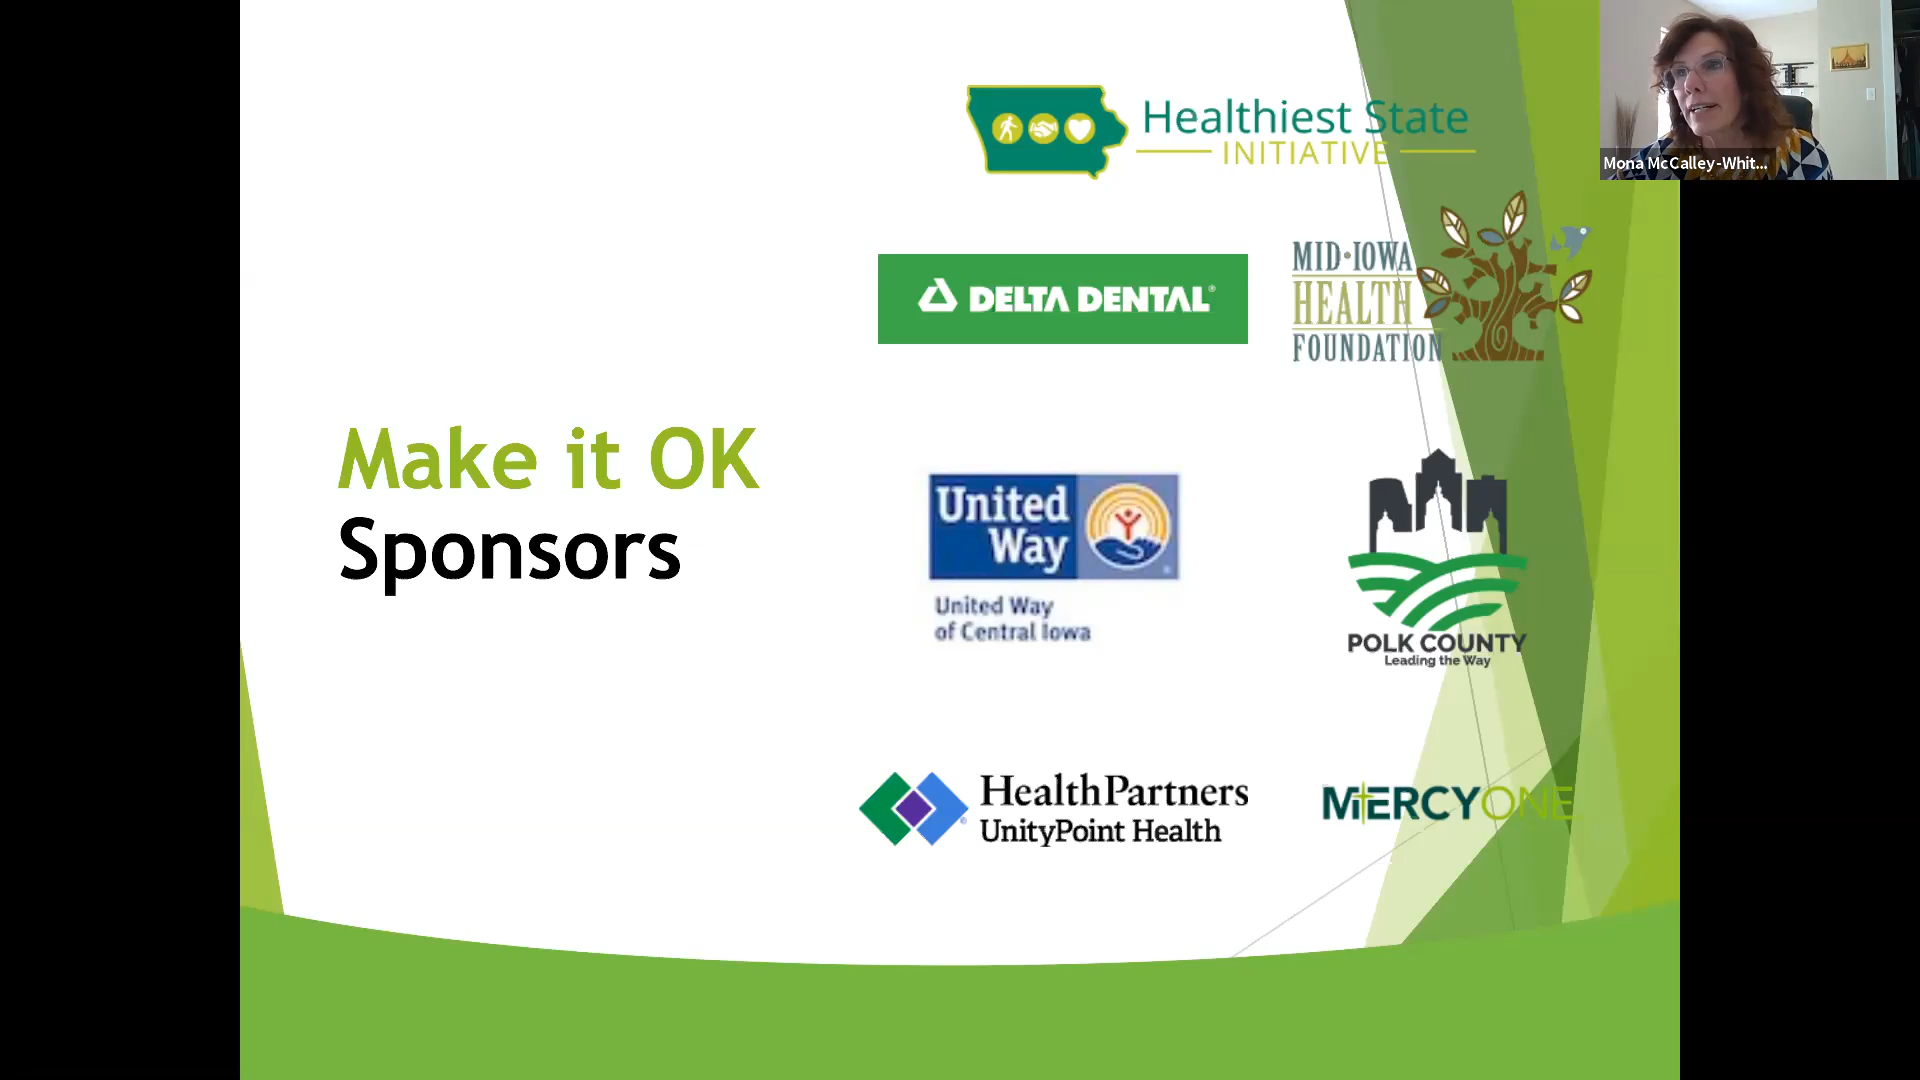 Healthiest State
INITIATIVE
Mona McCalley-Whit...
DELTA DENTAL®
MID·IOWA
HEALTH
FOUNDATION
Make it OK
Sponsors
United
Way
United Way
of Central Iowa
POLK COUNTY
Leading the Way
HealthPartners
UnityPoint Health
MERCYONE